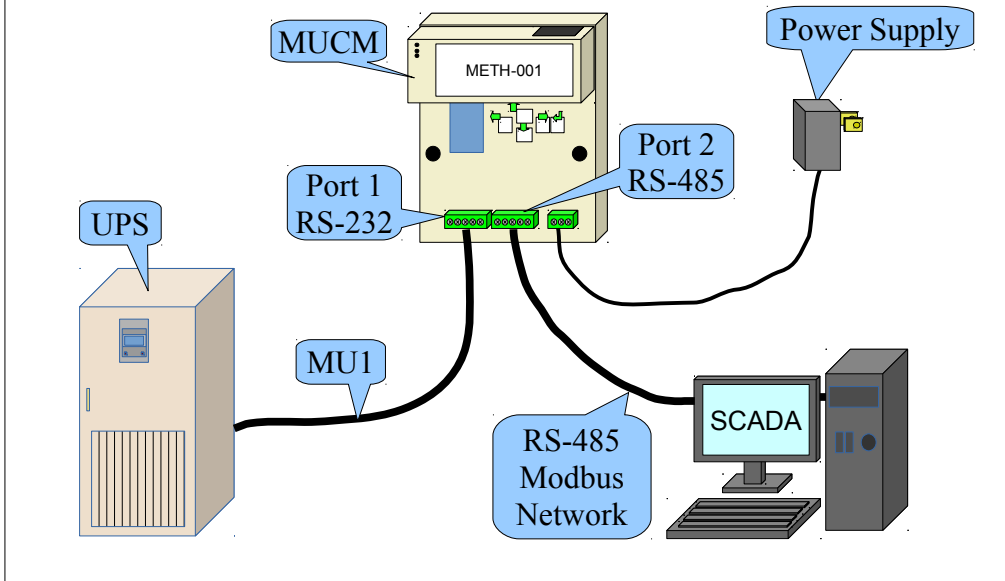 MUCM
METH-001
Power Supply
Port 1
RS-232
Port 2
RS-485
UPS
MU1
RS-485
Modbus
Network
SCADA